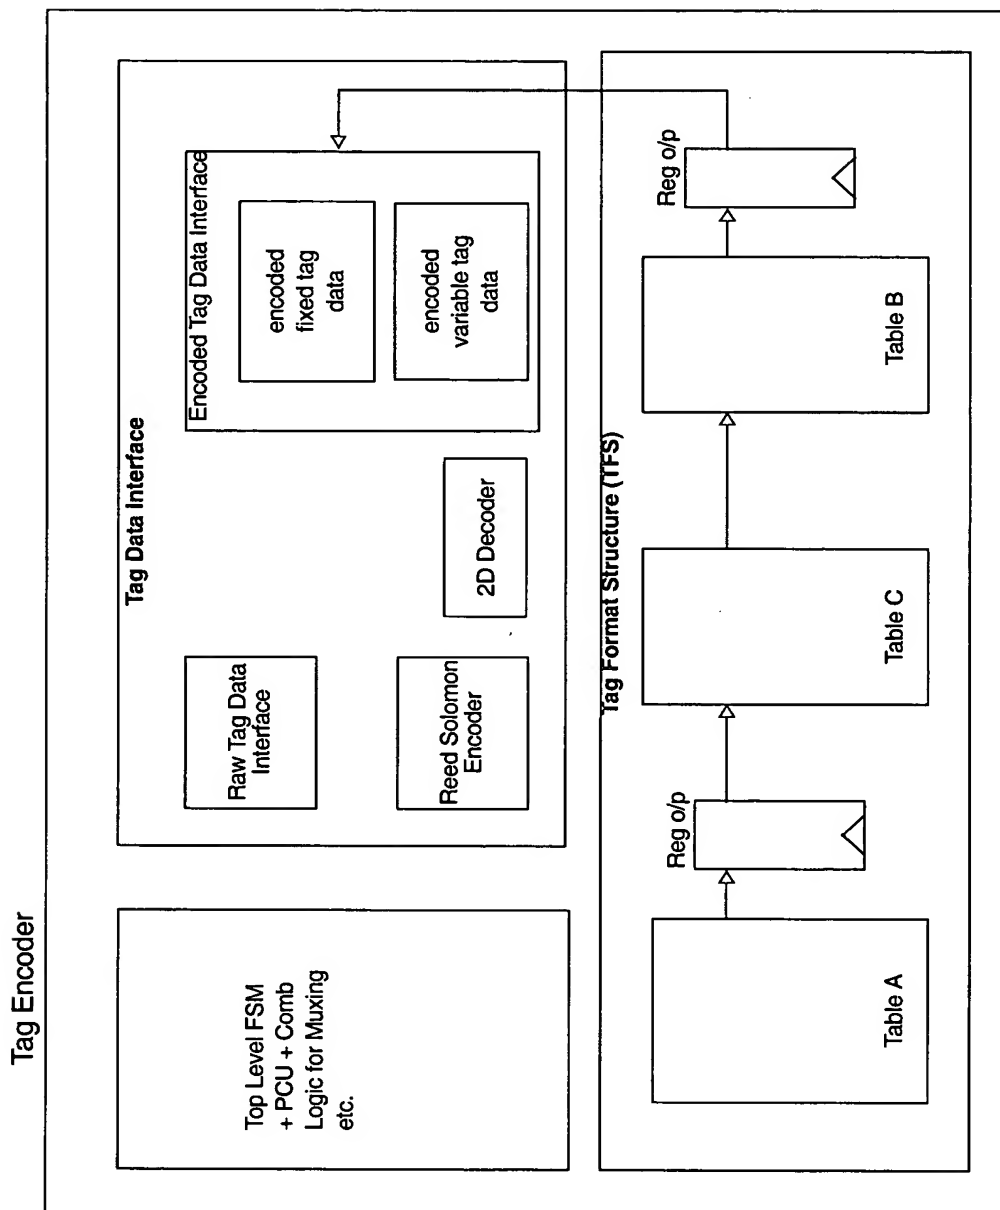 Tag Encoder
Top Level FSM
+ PCU + Comb
Logic for Muxing
etc.
Tag Data Interface
Raw Tag Data
Interface
Reed Solomon
Encoder
2D Decoder
Encoded Tag Data Interface
encoded
fixed tag
data
encoded
variable tag
data
Tag Format Structure (TFS)
Table A
Reg o/p
Table C
Table B
Reg o/p